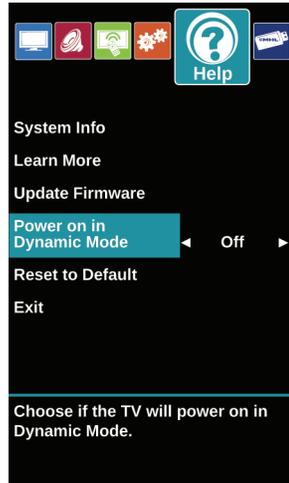 MHL
Help
System Info
Learn More
Update Firmware
Power on in
Dynamic Mode
Off
Reset to Default
Exit
Choose if the TV will power on in
Dynamic Mode.